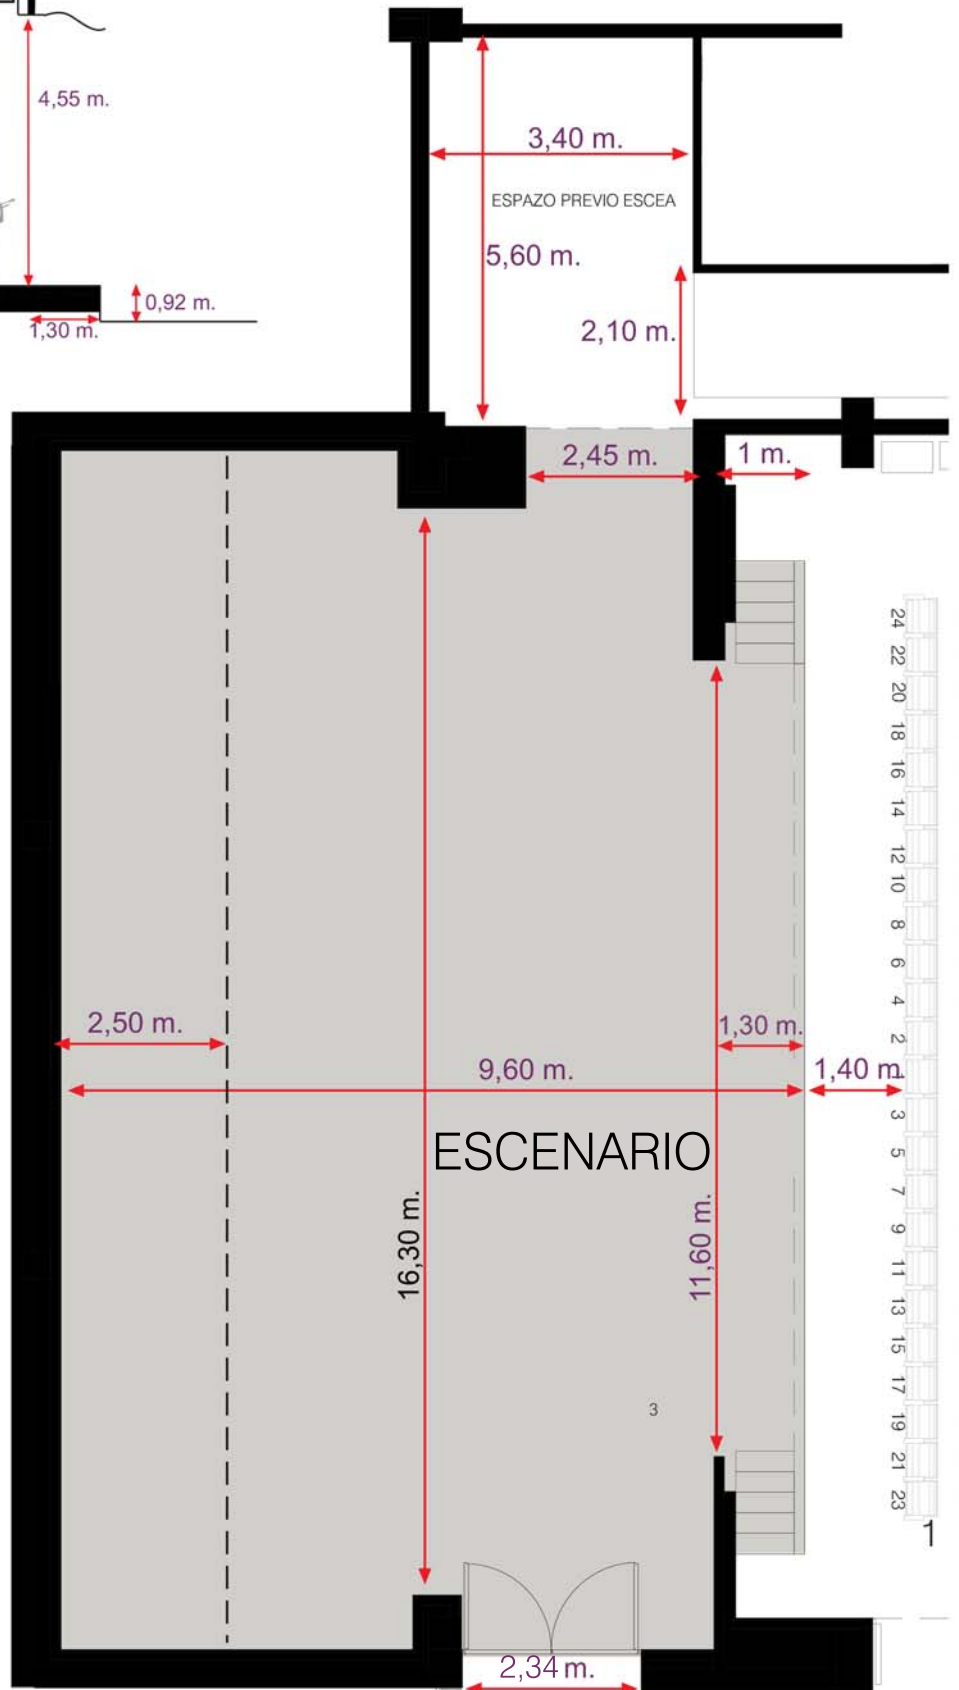 4,55 m.
3,40 m.
ESPAZO PREVIO ESCEA
5,60 m.
0,92 m.
1,30 m.
2,10 m.
2,45 m.
1 m.
24
22
20
18
16
14
12
10
8
6
4
2
1
3
5
7
9
11
13
15
17
19
21
23
1
2,50 m.
1,30 m.
9,60 m.
1,40 m.
ESCENARIO
16,30 m.
11,60 m.
3
2,34 m.